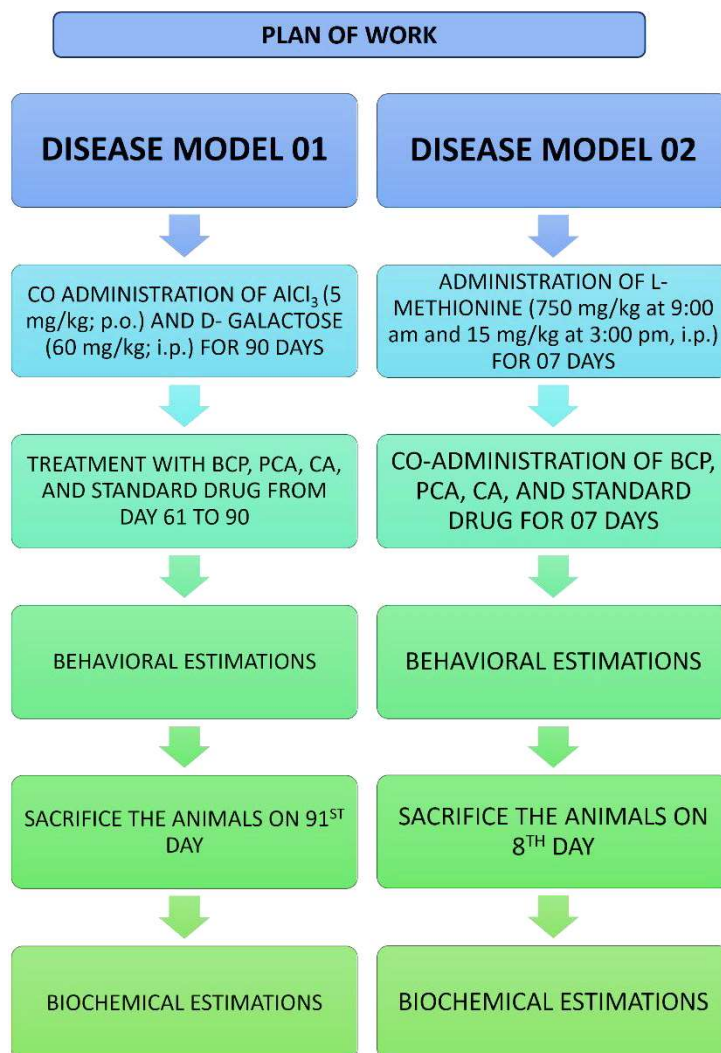 PLAN OF WORK
DISEASE MODEL 01
CO ADMINISTRATION OF AlCl₃ (5
mg/kg; p.o.) AND D- GALACTOSE
(60 mg/kg; i.p.) FOR 90 DAYS
TREATMENT WITH BCP, PCA, CA,
AND STANDARD DRUG FROM
DAY 61 TO 90
BEHAVIORAL ESTIMATIONS
SACRIFICE THE ANIMALS ON 91ST
DAY
BIOCHEMICAL ESTIMATIONS
DISEASE MODEL 02
ADMINISTRATION OF L-
METHIONINE (750 mg/kg at 9:00
am and 15 mg/kg at 3:00 pm, i.p.)
FOR 07 DAYS
CO-ADMINISTRATION OF BCP,
PCA, CA, AND STANDARD
DRUG FOR 07 DAYS
BEHAVIORAL ESTIMATIONS
SACRIFICE THE ANIMALS ON
8TH DAY
BIOCHEMICAL ESTIMATIONS